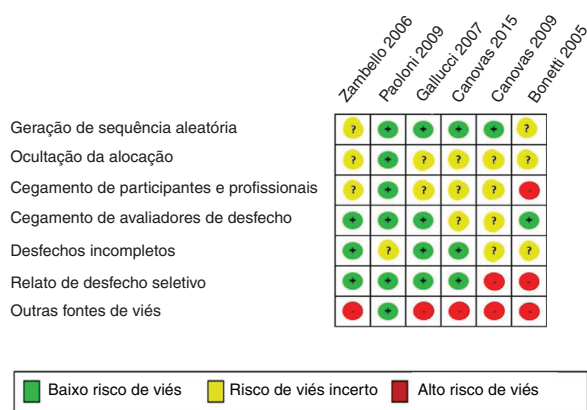 Zambello 2006
Paoloni 2009
Gallucci 2007
Canovas 2015
Canovas 2009
Bonetti 2005
Geração de sequência aleatória ? + + + + ?
Ocultação da alocação ? + ? ? ? ?
Cegamento de participantes e profissionais ? + ? ? ? -
Cegamento de avaliadores de desfecho + + + ? ? +
Desfechos incompletos + ? + + ? ?
Relato de desfecho seletivo + + + + - -
Outras fontes de viés - + - - - -
Baixo risco de viés Risco de viés incerto Alto risco de viés